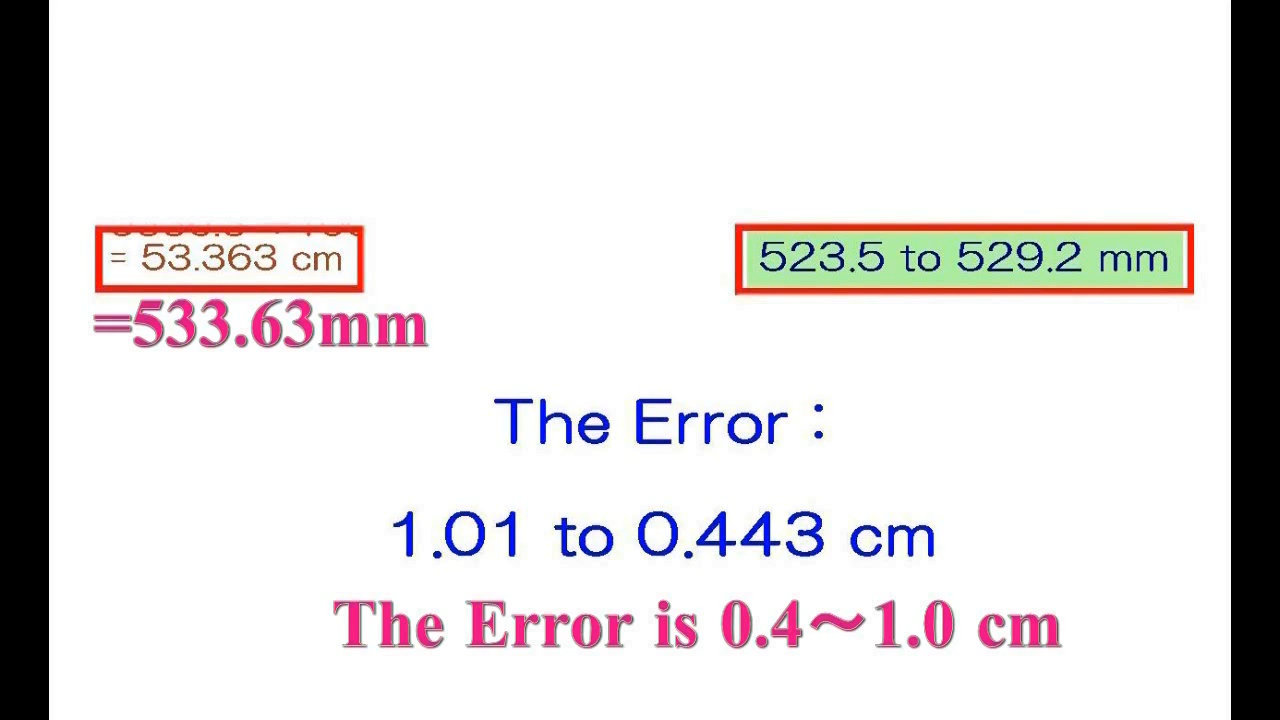 = 53.363 cm
523.5 to 529.2 mm
=533.63mm
The Error：
1.01 to 0.443 cm
The Error is 0.4～1.0 cm